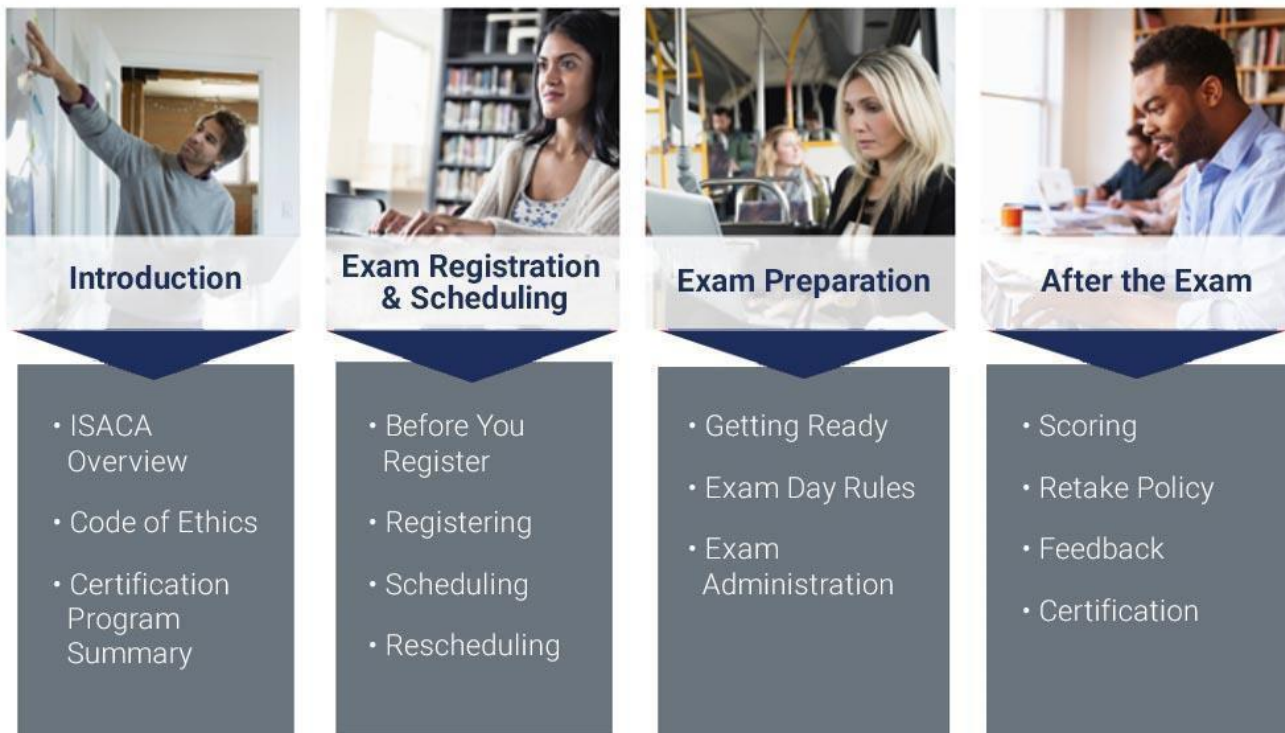 Introduction
• ISACA
Overview
• Code of Ethics
• Certification
Program
Summary
Exam Registration
& Scheduling
• Before You
Register
• Registering
• Scheduling
• Rescheduling
Exam Preparation
• Getting Ready
• Exam Day Rules
• Exam
Administration
After the Exam
• Scoring
• Retake Policy
• Feedback
• Certification